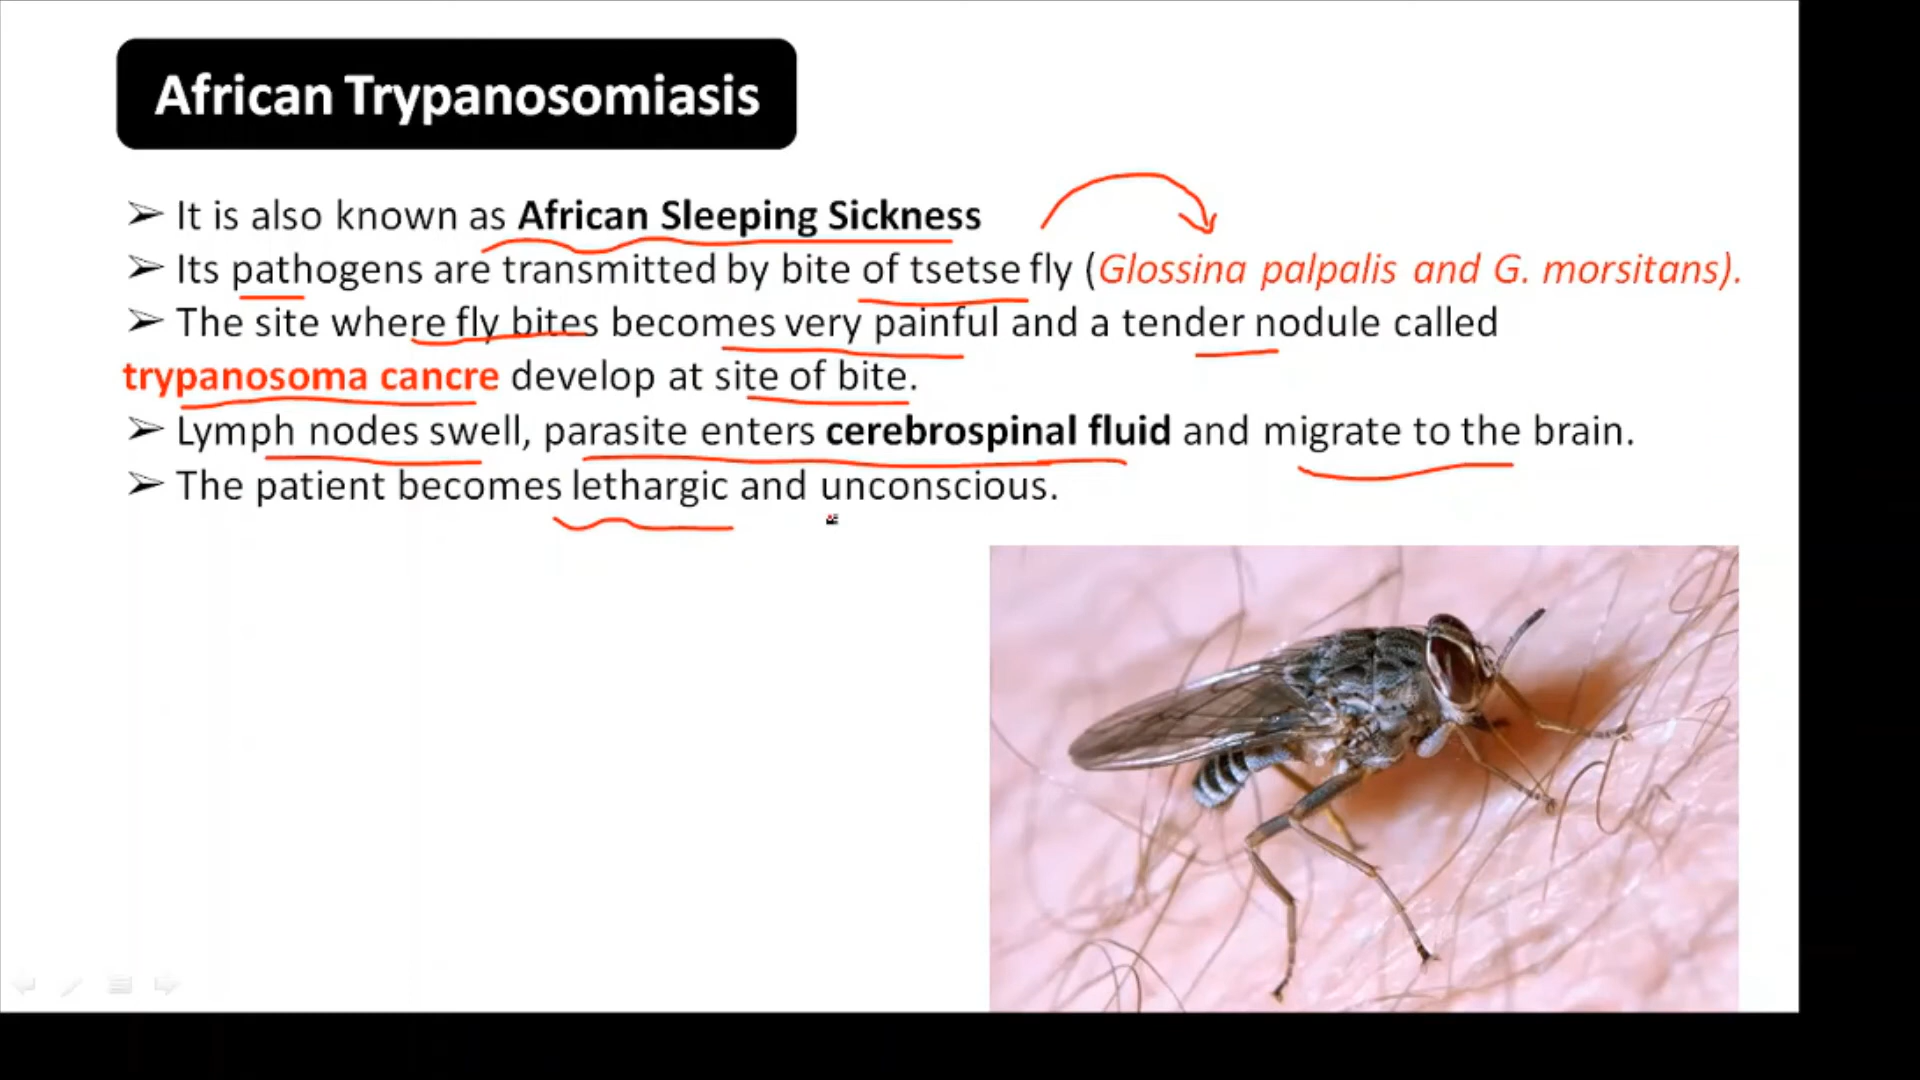 African Trypanosomiasis
➢ It is also known as African Sleeping Sickness
➢ Its pathogens are transmitted by bite of tsetse fly (Glossina palpalis and G. morsitans).
➢ The site where fly bites becomes very painful and a tender nodule called
trypanosoma cancre develop at site of bite.
➢ Lymph nodes swell, parasite enters cerebrospinal fluid and migrate to the brain.
➢ The patient becomes lethargic and unconscious.